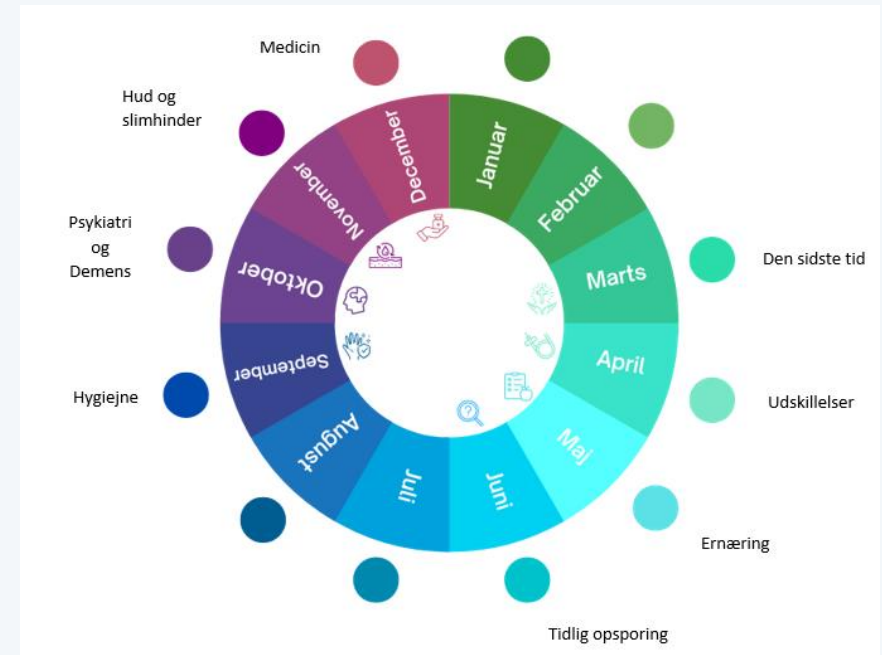 Medicin
Hud og
slimhinder
Psykiatri
og
Demens
Hygiejne
Den sidste tid
Udskillelser
Ernæring
Tidlig opsporing
Januar
Februar
Marts
April
Maj
Juni
Juli
August
September
Oktober
November
December
?